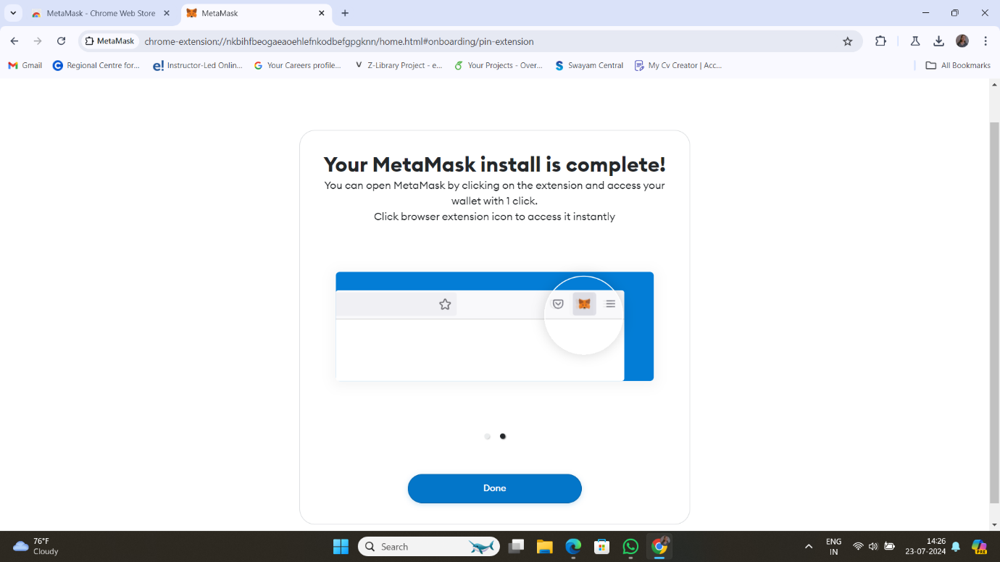 MetaMask - Chrome Web Store
MetaMask
MetaMask
chrome-extension://nkbihfbeogaeaoehlefnkodbefgpgknn/home.html#onboarding/pin-extension
Gmail
Regional Centre for...
Instructor-Led Onlin...
Your Careers profile...
Z-Library Project - e...
Your Projects - Over...
Swayam Central
My Cv Creator | Acc...
All Bookmarks
Your MetaMask install is complete!
You can open MetaMask by clicking on the extension and access your
wallet with 1 click.
Click browser extension icon to access it instantly
Done
76°F
Cloudy
Search
ENG
IN
14:26
23-07-2024
PRE